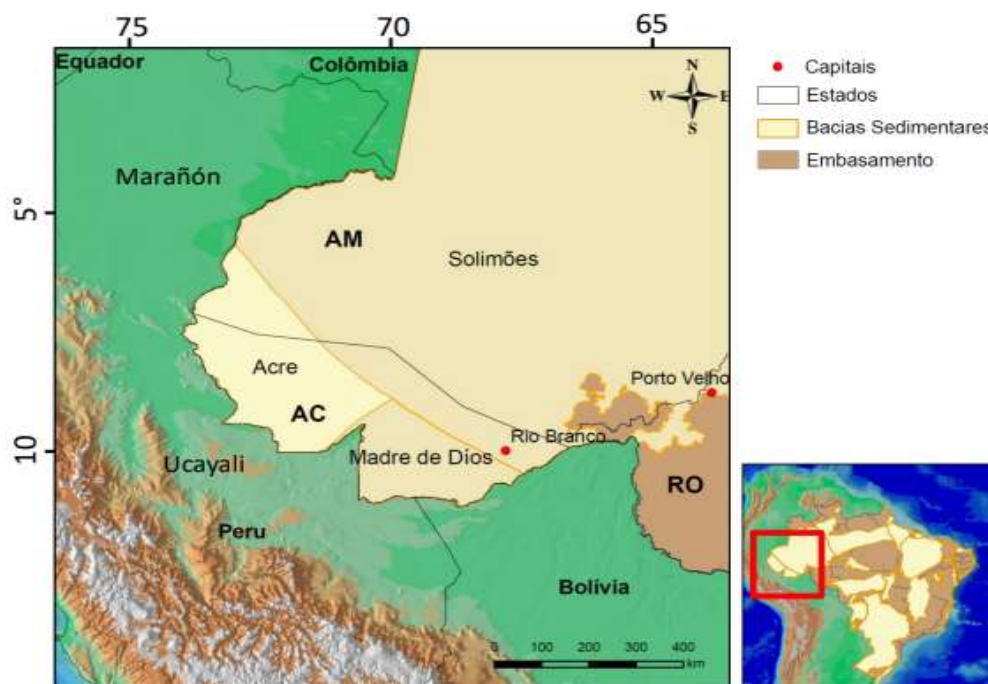 75
70
65
Equador
Colômbia
N
W
E
S
Capitais
Estados
Bacias Sedimentares
Embasamento
Marañón
5°
AM
Solimões
Acre
Porto Velho
AC
Rio Branco
10
Ucayali
Madre de Dios
RO
Peru
Bolívia
0
100
200
300
400
km